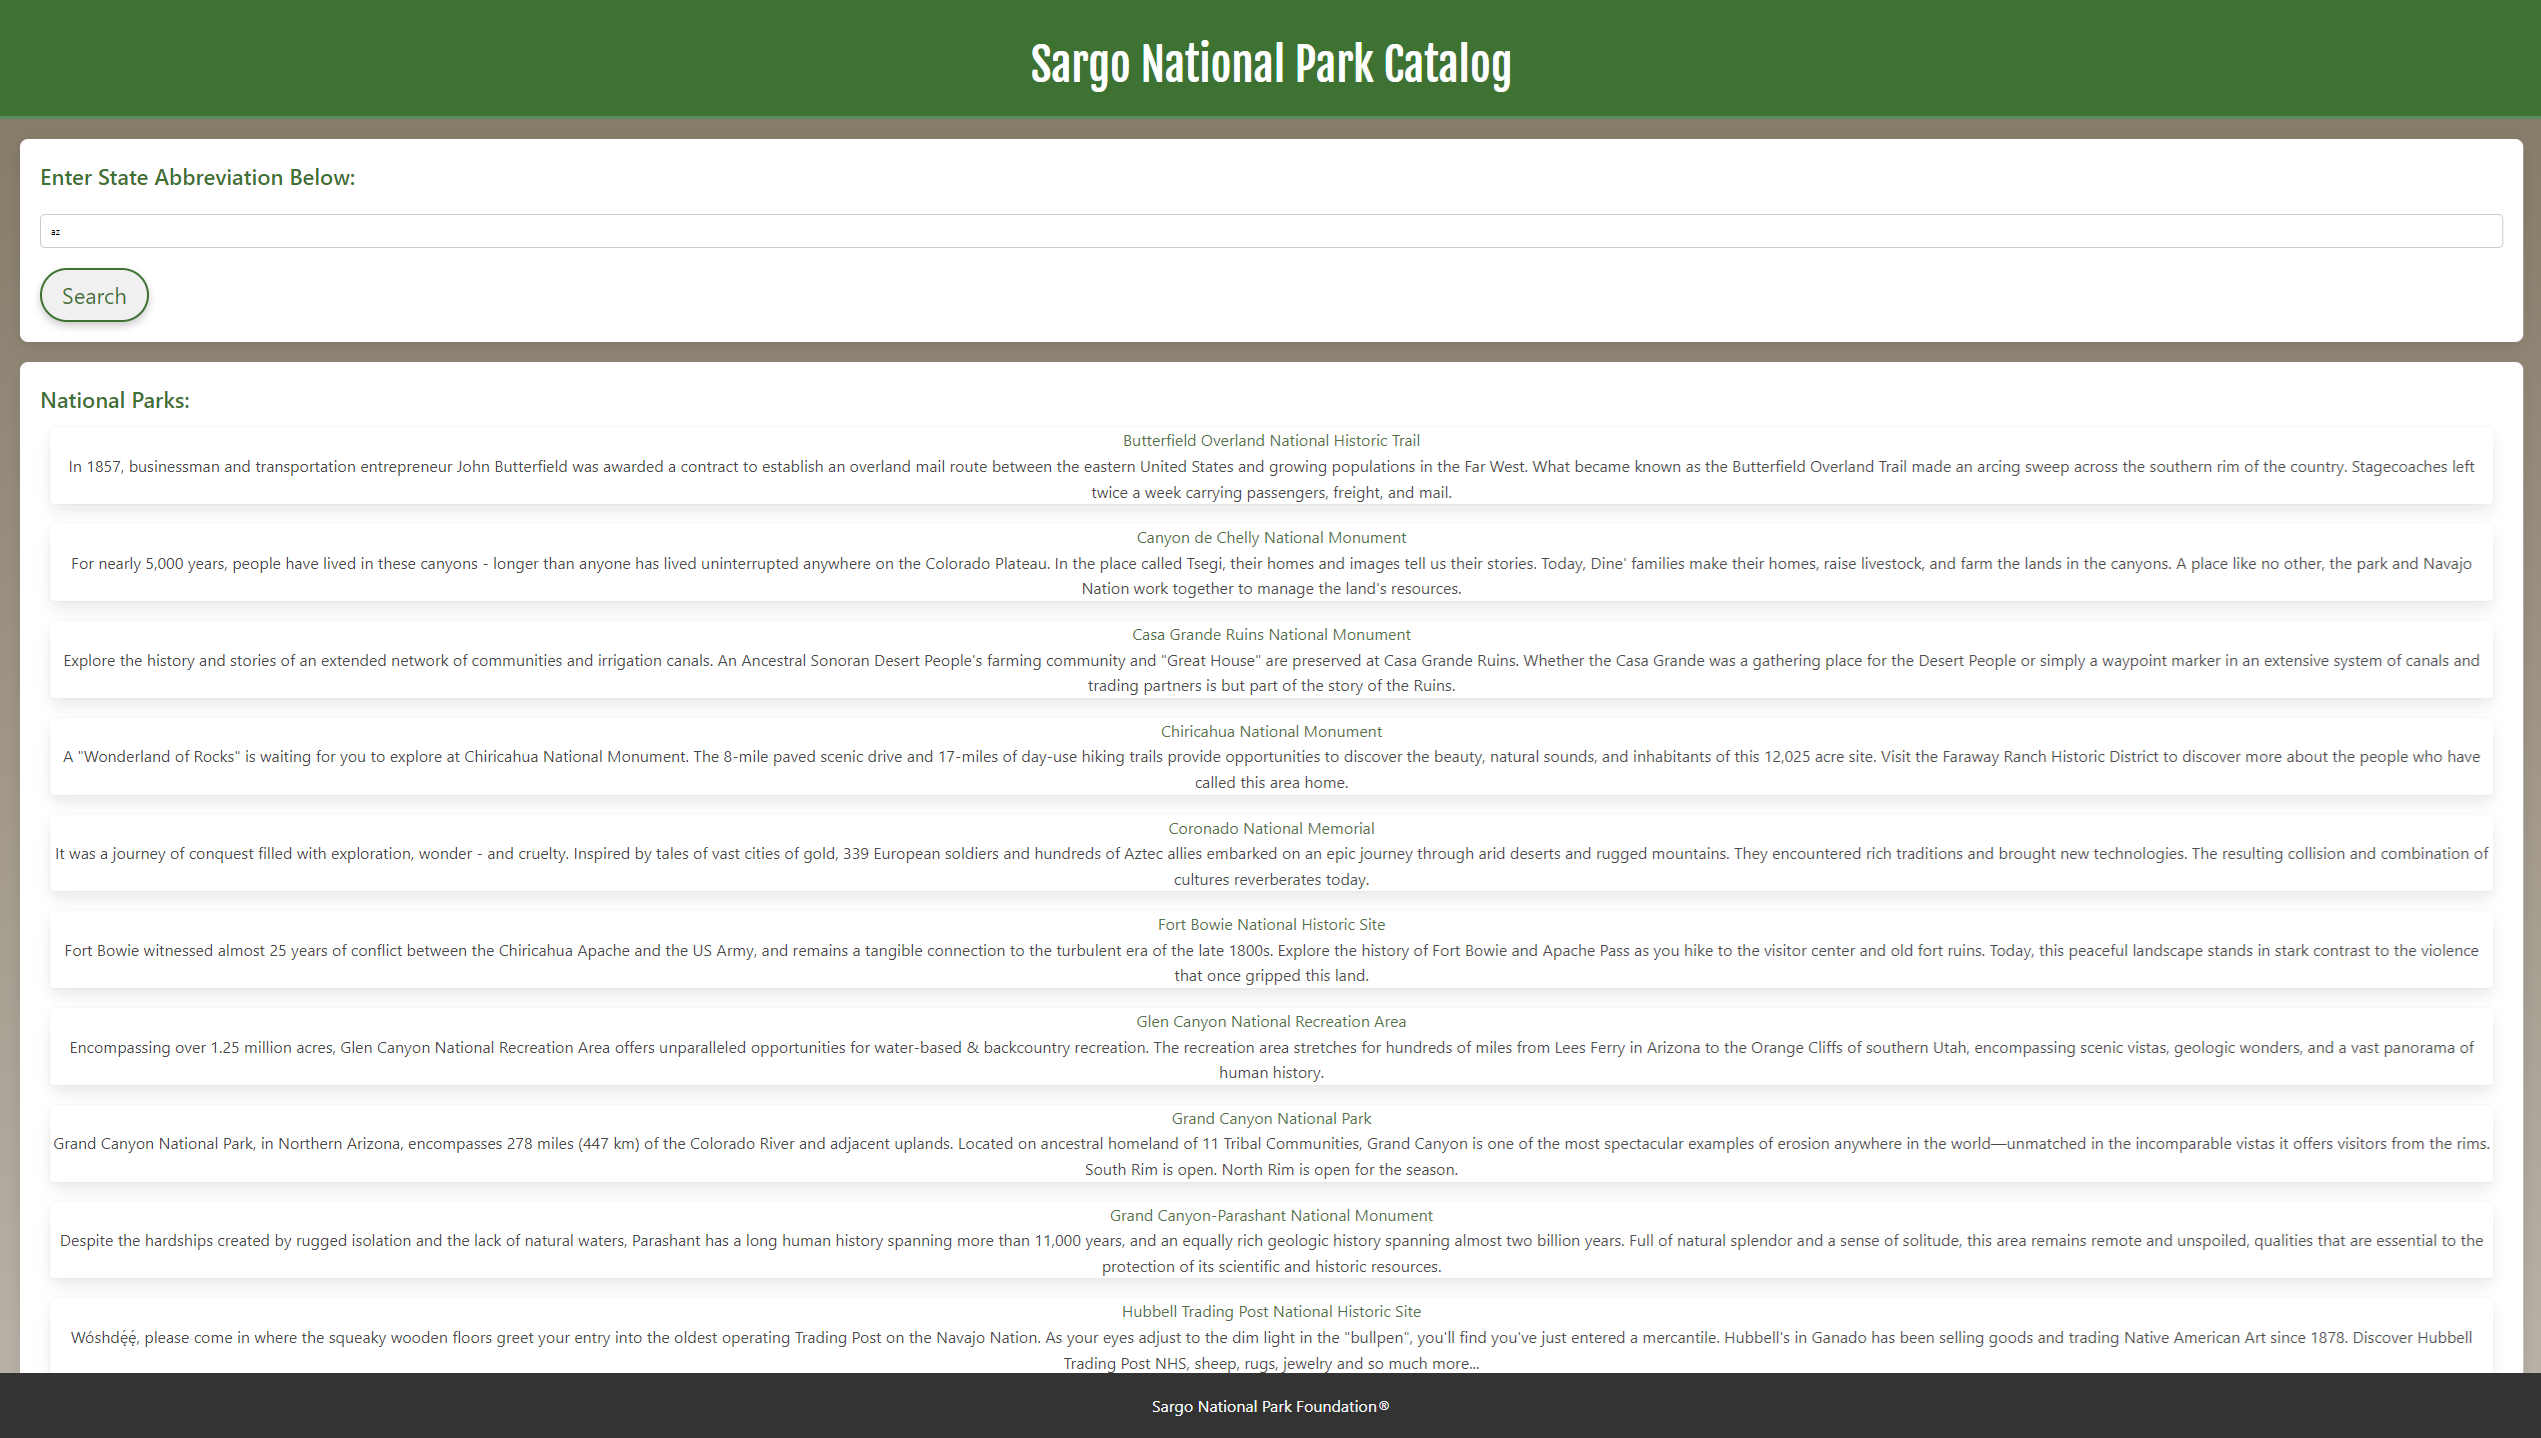 Sargo National Park Catalog
Enter State Abbreviation Below:
az
Search
National Parks:
Butterfield Overland National Historic Trail
In 1857, businessman and transportation entrepreneur John Butterfield was awarded a contract to establish an overland mail route between the eastern United States and growing populations in the Far West. What became known as the Butterfield Overland Trail made an arcing sweep across the southern rim of the country. Stagecoaches left
twice a week carrying passengers, freight, and mail.
Canyon de Chelly National Monument
For nearly 5,000 years, people have lived in these canyons - longer than anyone has lived uninterrupted anywhere on the Colorado Plateau. In the place called Tsegi, their homes and images tell us their stories. Today, Dine' families make their homes, raise livestock, and farm the lands in the canyons. A place like no other, the park and Navajo
Nation work together to manage the land's resources.
Casa Grande Ruins National Monument
Explore the history and stories of an extended network of communities and irrigation canals. An Ancestral Sonoran Desert People's farming community and "Great House" are preserved at Casa Grande Ruins. Whether the Casa Grande was a gathering place for the Desert People or simply a waypoint marker in an extensive system of canals and
trading partners is but part of the story of the Ruins.
Chiricahua National Monument
A "Wonderland of Rocks" is waiting for you to explore at Chiricahua National Monument. The 8-mile paved scenic drive and 17-miles of day-use hiking trails provide opportunities to discover the beauty, natural sounds, and inhabitants of this 12,025 acre site. Visit the Faraway Ranch Historic District to discover more about the people who have
called this area home.
Coronado National Memorial
It was a journey of conquest filled with exploration, wonder - and cruelty. Inspired by tales of vast cities of gold, 339 European soldiers and hundreds of Aztec allies embarked on an epic journey through arid deserts and rugged mountains. They encountered rich traditions and brought new technologies. The resulting collision and combination of
cultures reverberates today.
Fort Bowie National Historic Site
Fort Bowie witnessed almost 25 years of conflict between the Chiricahua Apache and the US Army, and remains a tangible connection to the turbulent era of the late 1800s. Explore the history of Fort Bowie and Apache Pass as you hike to the visitor center and old fort ruins. Today, this peaceful landscape stands in stark contrast to the violence
that once gripped this land.
Glen Canyon National Recreation Area
Encompassing over 1.25 million acres, Glen Canyon National Recreation Area offers unparalleled opportunities for water-based & backcountry recreation. The recreation area stretches for hundreds of miles from Lees Ferry in Arizona to the Orange Cliffs of southern Utah, encompassing scenic vistas, geologic wonders, and a vast panorama of
human history.
Grand Canyon National Park
Grand Canyon National Park, in Northern Arizona, encompasses 278 miles (447 km) of the Colorado River and adjacent uplands. Located on ancestral homeland of 11 Tribal Communities, Grand Canyon is one of the most spectacular examples of erosion anywhere in the world—unmatched in the incomparable vistas it offers visitors from the rims.
South Rim is open. North Rim is open for the season.
Grand Canyon-Parashant National Monument
Despite the hardships created by rugged isolation and the lack of natural waters, Parashant has a long human history spanning more than 11,000 years, and an equally rich geologic history spanning almost two billion years. Full of natural splendor and a sense of solitude, this area remains remote and unspoiled, qualities that are essential to the
protection of its scientific and historic resources.
Hubbell Trading Post National Historic Site
Wóshdę́ę́, please come in where the squeaky wooden floors greet your entry into the oldest operating Trading Post on the Navajo Nation. As your eyes adjust to the dim light in the "bullpen", you'll find you've just entered a mercantile. Hubbell's in Ganado has been selling goods and trading Native American Art since 1878. Discover Hubbell
Trading Post NHS, sheep, rugs, jewelry and so much more...
Sargo National Park Foundation®